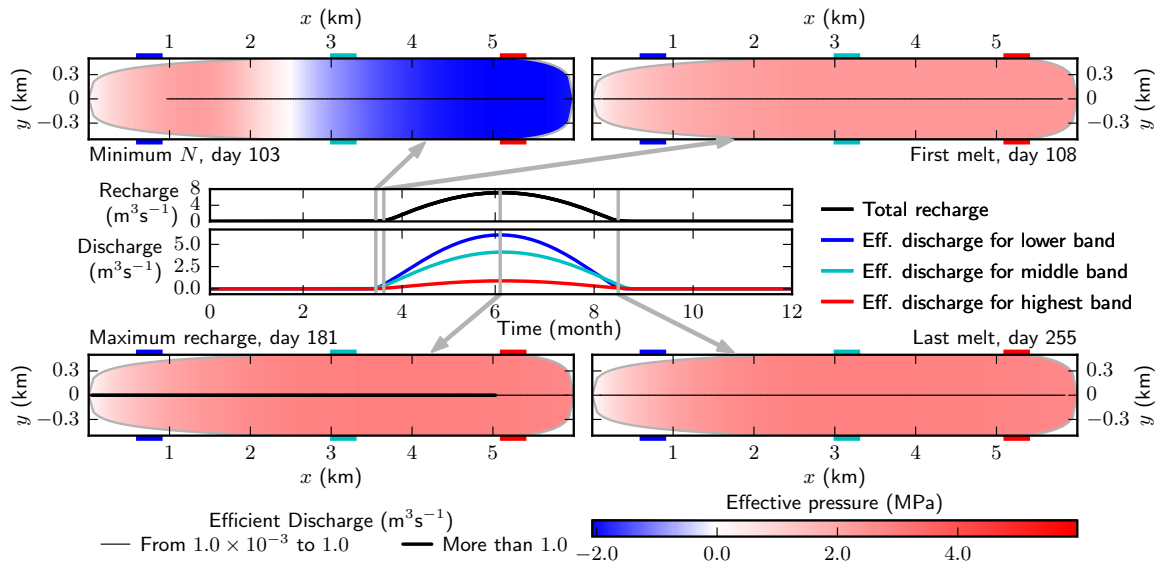 x (km) x (km)
1 2 3 4 5 1 2 3 4 5
y (km) 0.3 0 −0.3 0.3 0 −0.3 y (km)
Minimum N, day 103 First melt, day 108
Recharge (m³s⁻¹) 8 4 0
Discharge (m³s⁻¹) 5.0 2.5 0.0
0 2 4 6 8 10 12
Time (month)
Total recharge
Eff. discharge for lower band
Eff. discharge for middle band
Eff. discharge for highest band
Maximum recharge, day 181 Last melt, day 255
y (km) 0.3 0 −0.3 0.3 0 −0.3 y (km)
1 2 3 4 5 1 2 3 4 5
x (km) x (km)
Efficient Discharge (m³s⁻¹)
From 1.0 × 10⁻³ to 1.0 More than 1.0
Effective pressure (MPa)
−2.0 0.0 2.0 4.0